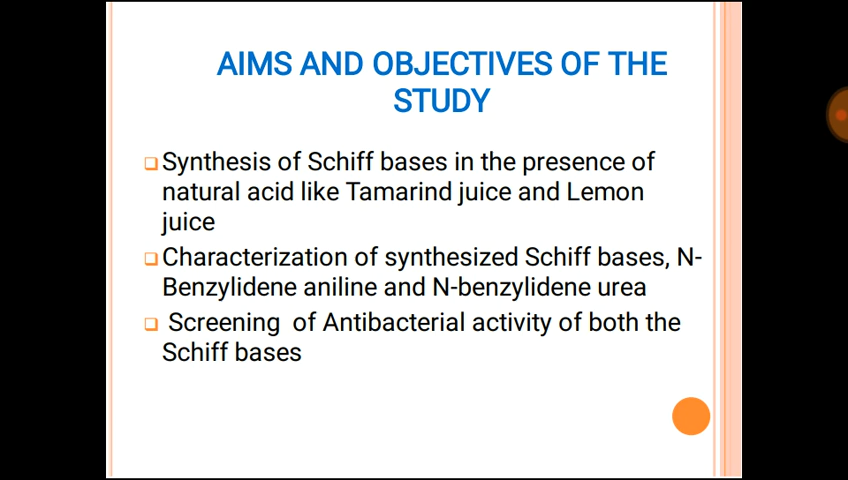 AIMS AND OBJECTIVES OF THE
STUDY
Synthesis of Schiff bases in the presence of
natural acid like Tamarind juice and Lemon
juice
Characterization of synthesized Schiff bases, N-
Benzylidene aniline and N-benzylidene urea
Screening of Antibacterial activity of both the
Schiff bases